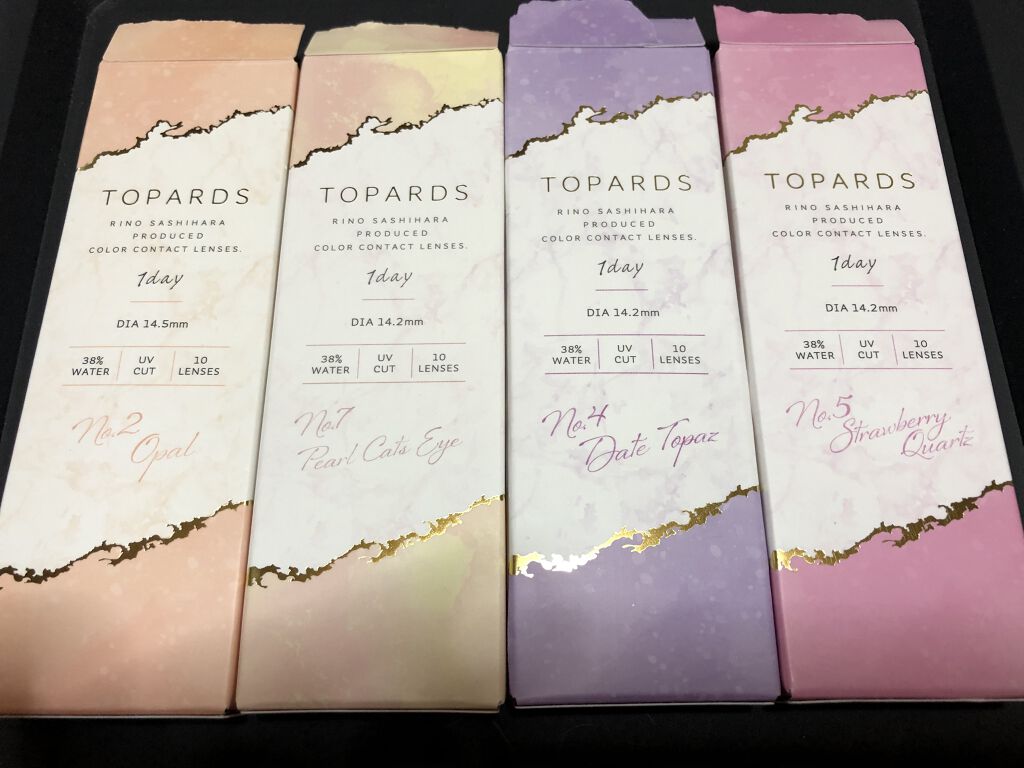 TOPARDS
RINO SASHIHARA
PRODUCED
COLOR CONTACT LENSES.
1day
DIA 14.5mm
38% WATER | UV CUT | 10 LENSES
No.2
Opal
TOPARDS
RINO SASHIHARA
PRODUCED
COLOR CONTACT LENSES.
1day
DIA 14.2mm
38% WATER | UV CUT | 10 LENSES
No.7
Pearl Cats Eye
TOPARDS
RINO SASHIHARA
PRODUCED
COLOR CONTACT LENSES.
1day
DIA 14.2mm
38% WATER | UV CUT | 10 LENSES
No.4
Date Topaz
TOPARDS
RINO SASHIHARA
PRODUCED
COLOR CONTACT LENSES.
1day
DIA 14.2mm
38% WATER | UV CUT | 10 LENSES
No.5
Strawberry
Quartz